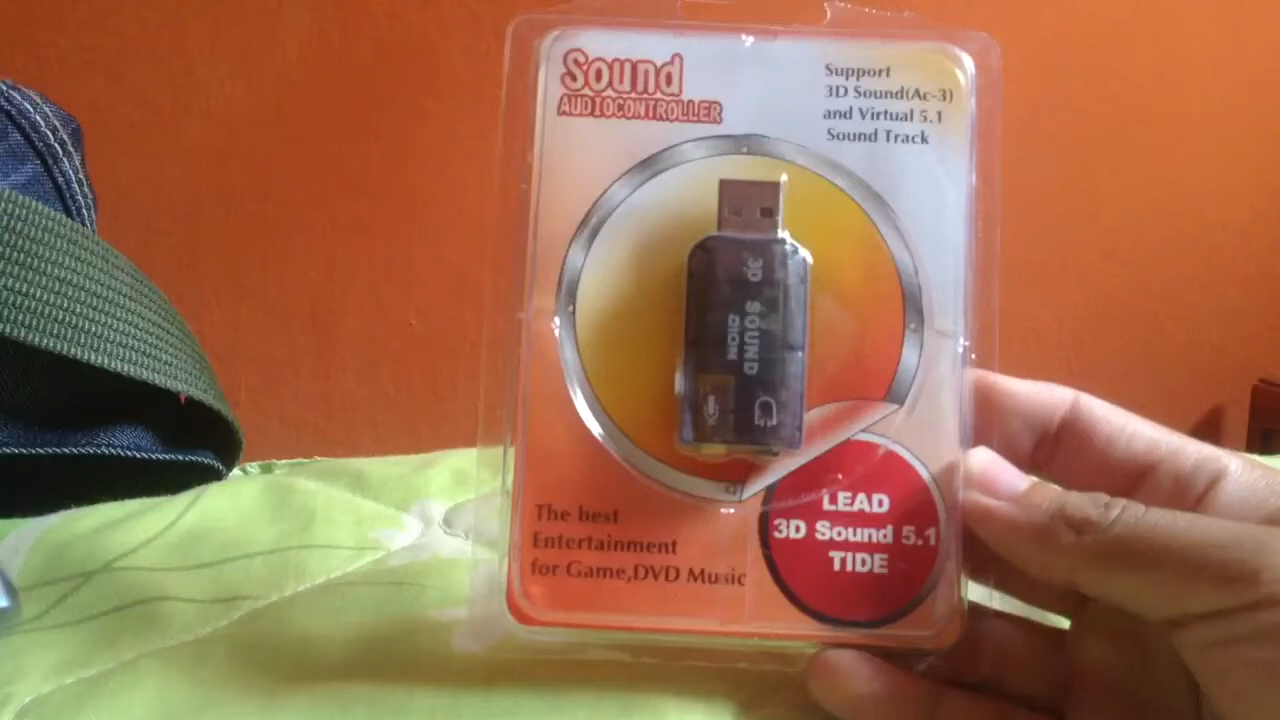 Sound
AUDIOCONTROLLER
Support
3D Sound(Ac-3)
and Virtual 5.1
Sound Track
3D SOUND
The best
Entertainment
for Game,DVD Music
LEAD
3D Sound 5.1
TIDE